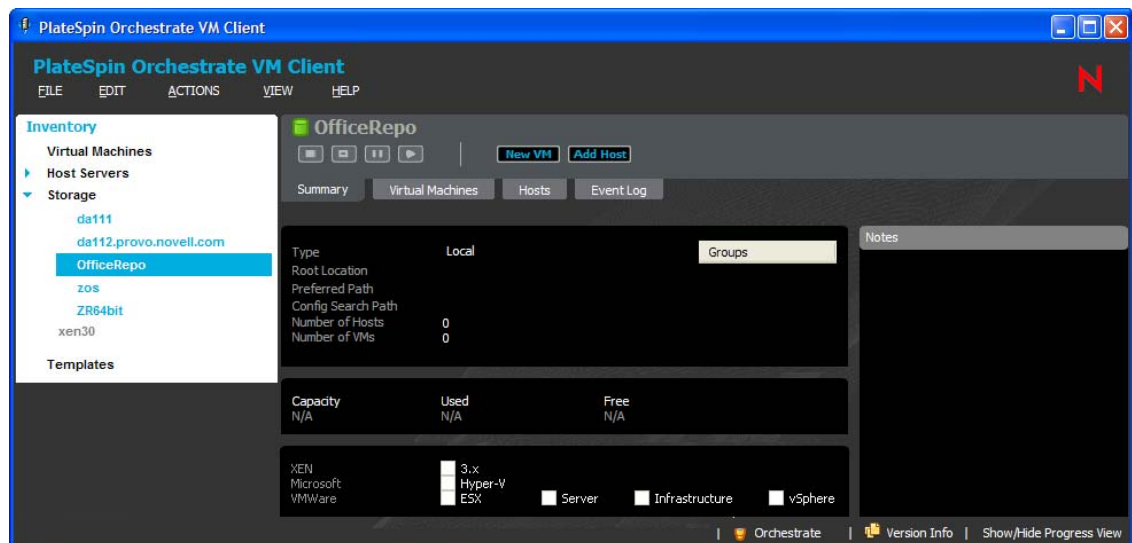 PlateSpin Orchestrate VM Client
PlateSpin Orchestrate VM Client
FILE EDIT ACTIONS VIEW HELP
N
Inventory
Virtual Machines
Host Servers
Storage
da111
da112.provo.novell.com
OfficeRepo
zos
ZR64bit
xen30
Templates
OfficeRepo
New VM Add Host
Summary Virtual Machines Hosts Event Log
Type Local Groups
Root Location
Preferred Path
Config Search Path
Number of Hosts 0
Number of VMs 0
Notes
Capacity Used Free
N/A N/A N/A
XEN 3.x
Microsoft Hyper-V
VMWare ESX Server Infrastructure vSphere
| Orchestrate | Version Info | Show/Hide Progress View